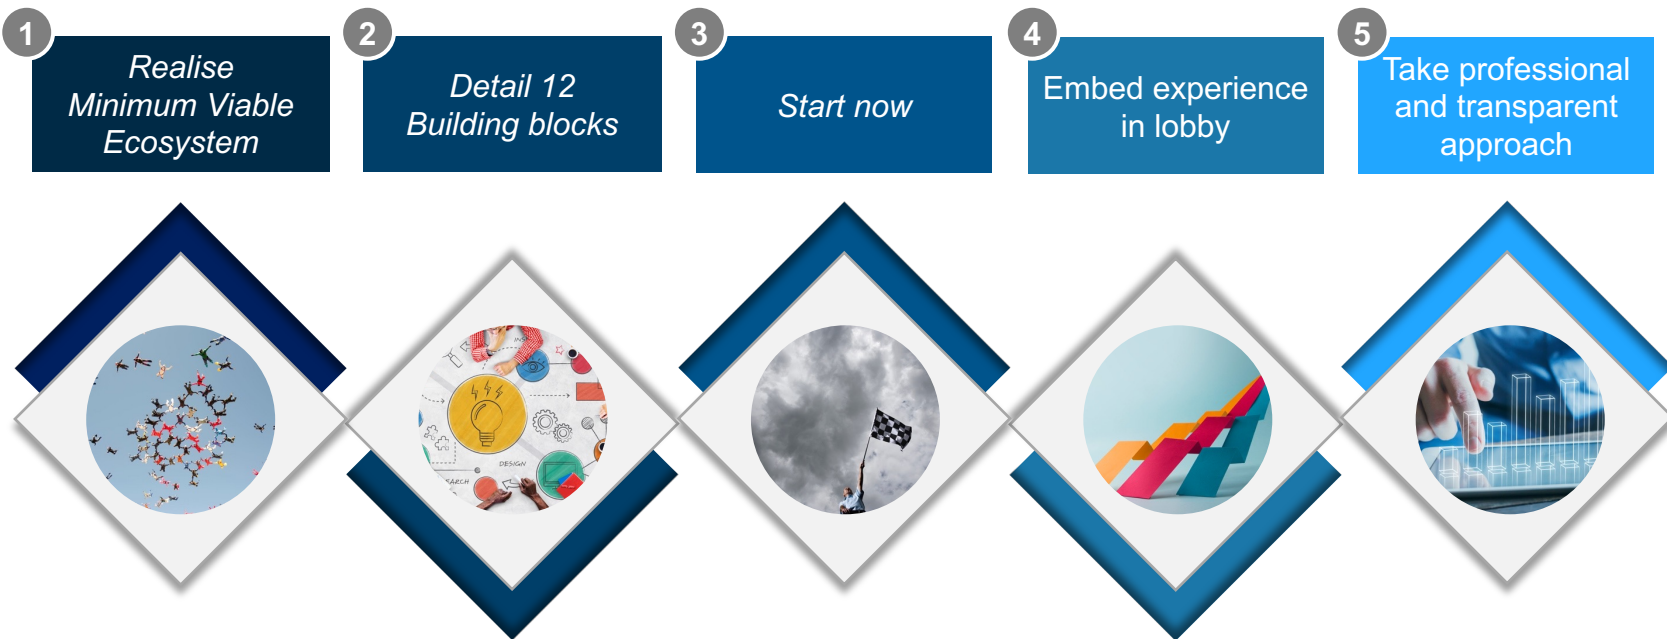 1
Realise
Minimum Viable
Ecosystem
2
Detail 12
Building blocks
3
Start now
4
Embed experience
in lobby
5
Take professional
and transparent
approach
DESIGN